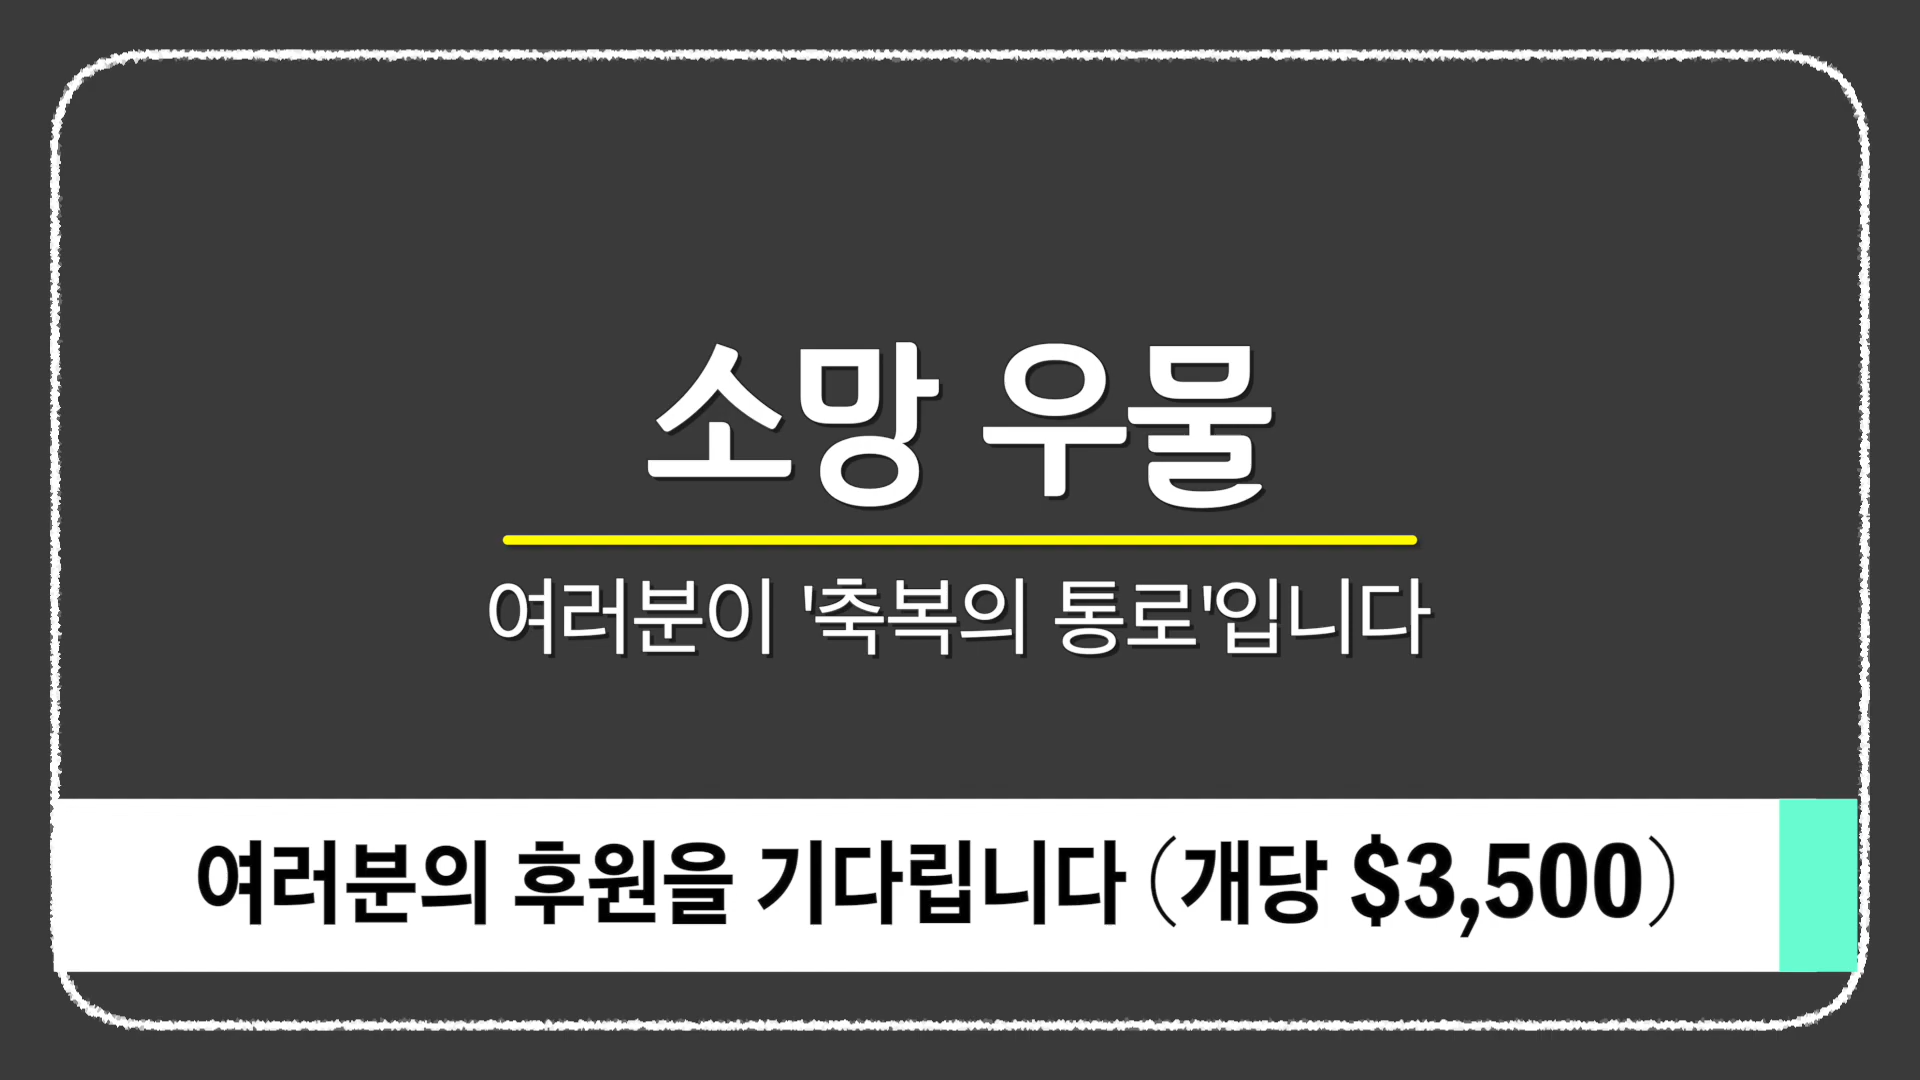 소망 우물
여러분이 '축복의 통로'입니다
여러분의 후원을 기다립니다 (개당 $3,500)